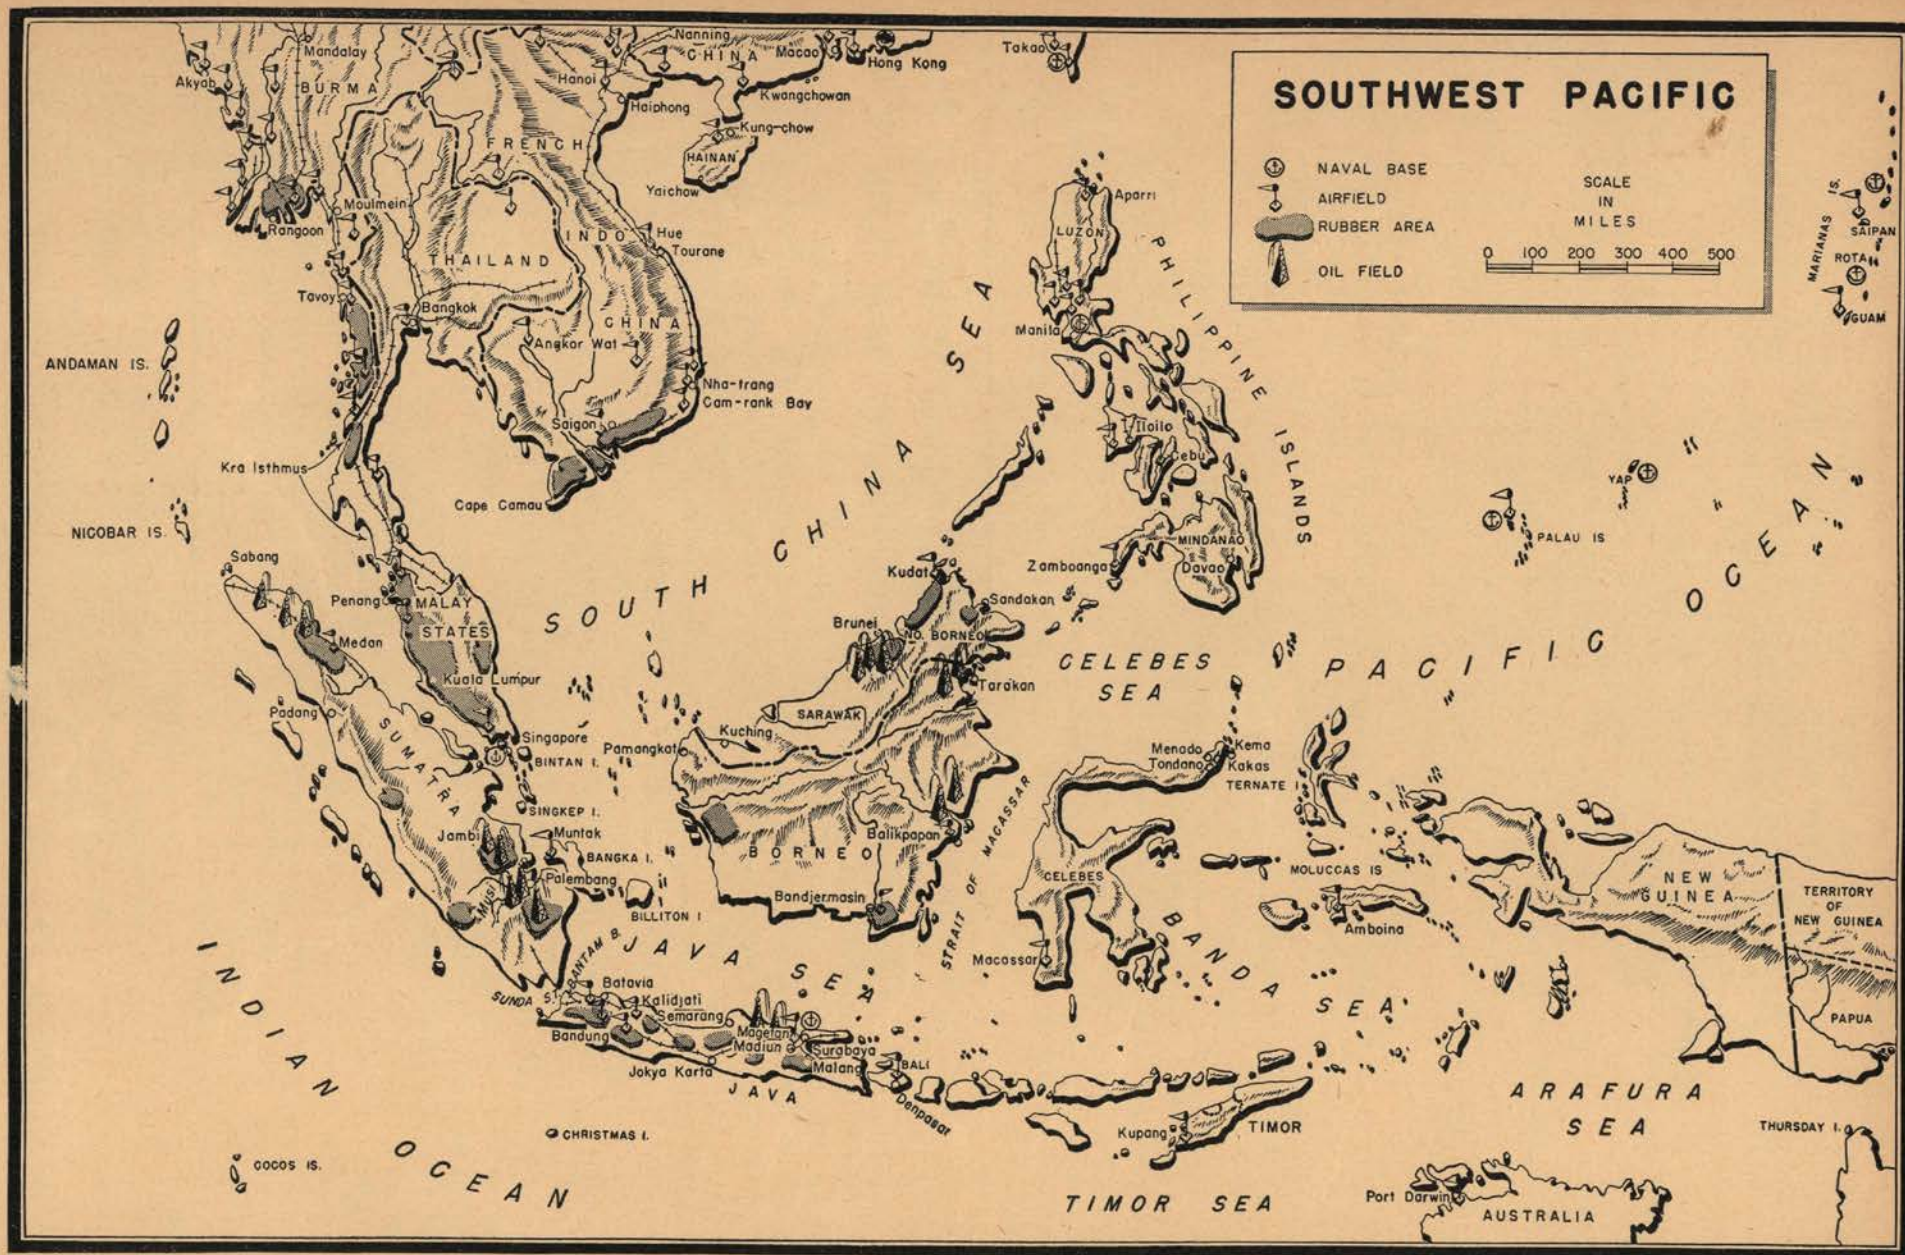 SOUTHWEST PACIFIC
NAVAL BASE
AIRFIELD
RUBBER AREA
OIL FIELD
SCALE
IN
MILES
0 100 200 300 400 500
Mandalay
Akyab
BURMA
Nanning
CHINA
Macao
Hong Kong
Takao
Hanoi
Kwangchowan
Haiphong
Kung-chow
HAINAN
Yaichow
FRENCH
INDO
CHINA
Moulmein
Rangoon
Hue
Tourane
THAILAND
Tavoy
Bangkok
Angkor Wat
Nha-trang
Cam-rank Bay
Saigon
Cape Camau
Kra Isthmus
ANDAMAN IS.
NICOBAR IS.
Aparri
LUZON
Manila
PHILIPPINE ISLANDS
Iloilo
Cebu
MINDANAO
Davao
Zamboanga
MARIANAS IS.
SAIPAN
ROTA
GUAM
YAP
PALAU IS
PACIFIC OCEAN
SOUTH CHINA SEA
Sabang
Penang
MALAY
STATES
Medan
Kuala Lumpur
Padang
SUMATRA
Singapore
BINTAN I.
SINGKEP I.
Jambi
Muntak
BANGKA I.
Palembang
Musi
BILLITON I
Kudat
Sandakan
Brunei
NO. BORNEO
Tarakan
SARAWAK
Kuching
Pamangkat
BORNEO
Balikpapan
Bandjermasin
STRAIT OF MACASSAR
CELEBES
SEA
Menado
Tondano
Kema
Kakas
TERNATE I
CELEBES
Macassar
MOLUCCAS IS
Amboina
BANDA SEA
NEW
GUINEA
TERRITORY
OF
NEW GUINEA
PAPUA
JAVA SEA
BANTAM B.
SUNDA S.
Batavia
Kalidjati
Semarang
Bandung
Magetan
Madiun
Surabaya
Malang
Jokya Karta
JAVA
BALI
Denpasar
Kupang
TIMOR
ARAFURA
SEA
THURSDAY I.
INDIAN OCEAN
CHRISTMAS I.
COCOS IS.
TIMOR SEA
Port Darwin
AUSTRALIA